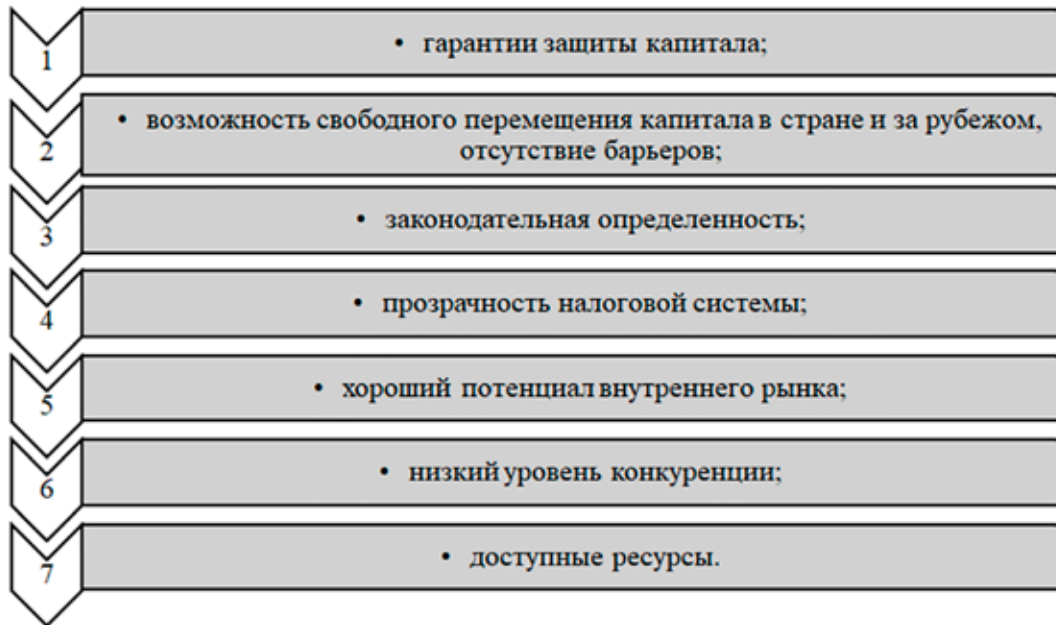 1
• гарантии защиты капитала;
2
• возможность свободного перемещения капитала в стране и за рубежом,
отсутствие барьеров;
3
• законодательная определенность;
4
• прозрачность налоговой системы;
5
• хороший потенциал внутреннего рынка;
6
• низкий уровень конкуренции;
7
• доступные ресурсы.